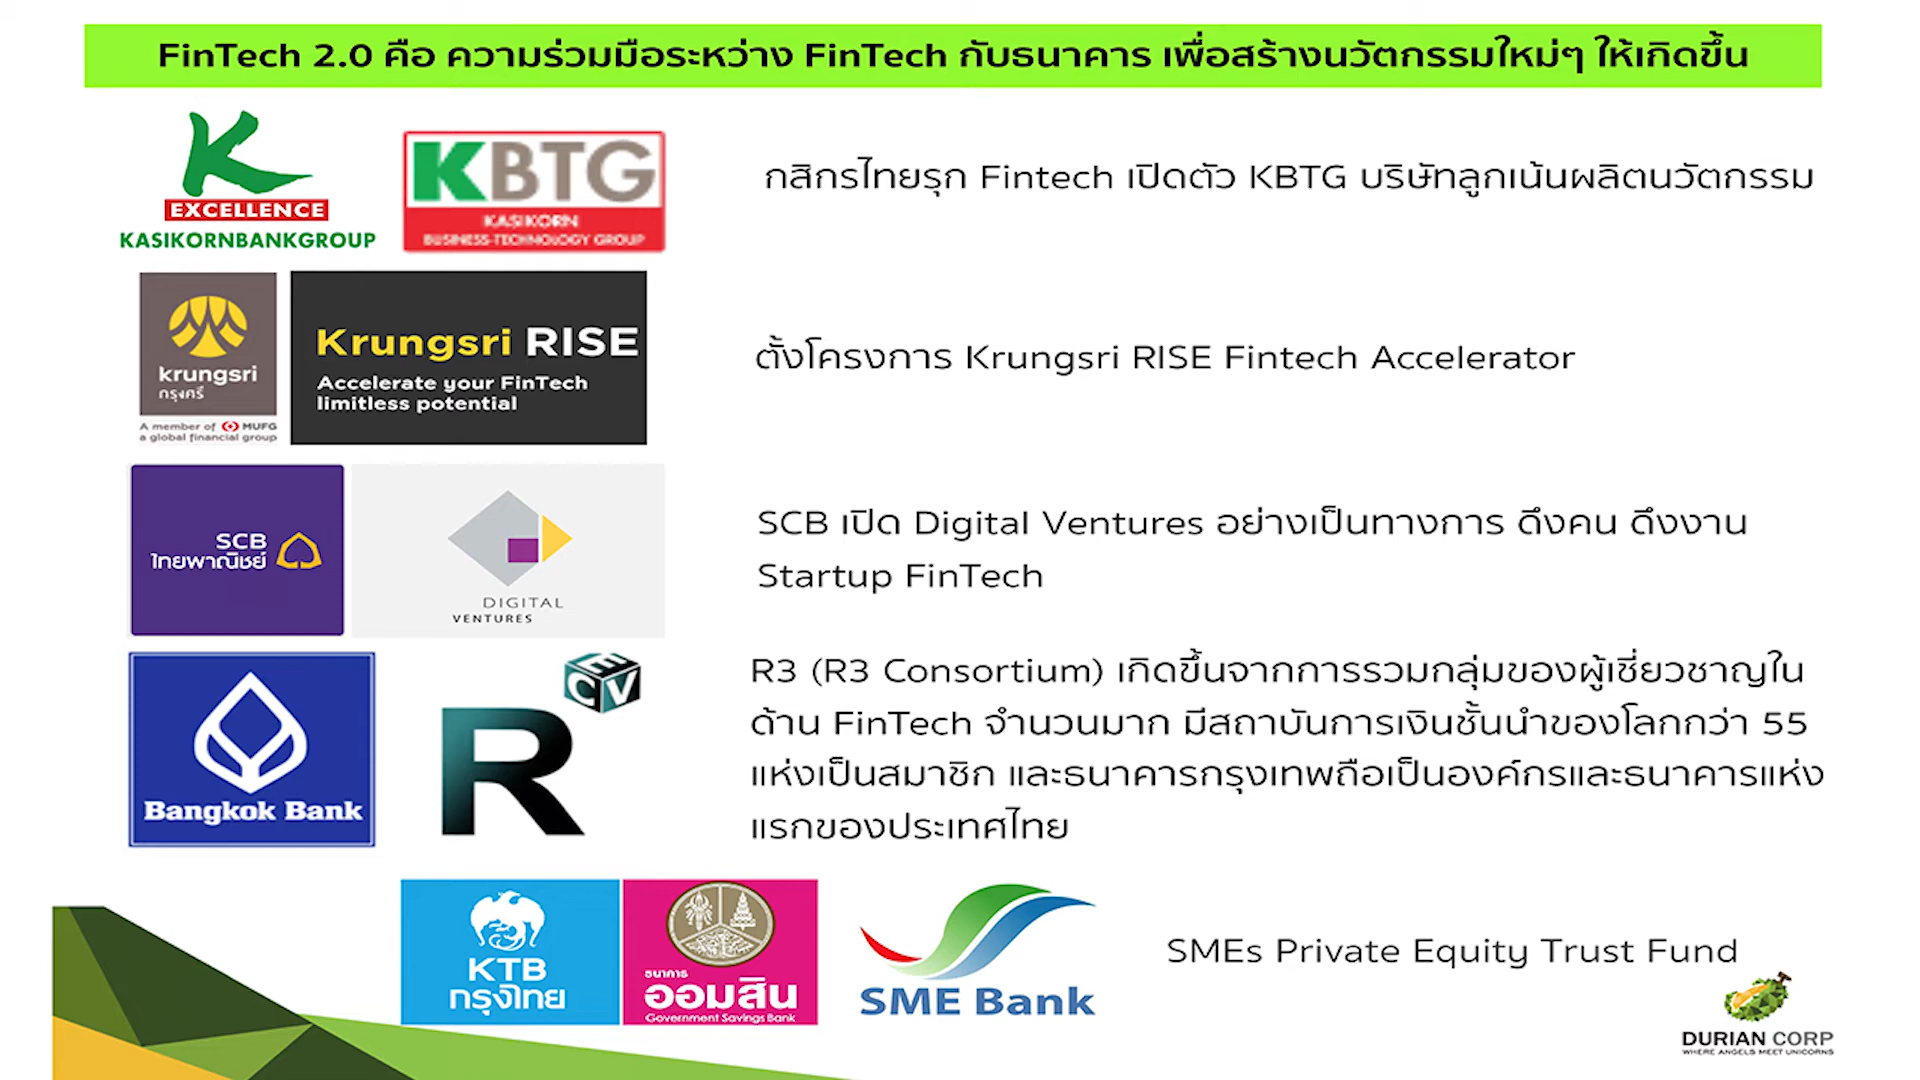 FinTech 2.0 คือ ความร่วมมือระหว่าง FinTech กับธนาคาร เพื่อสร้างนวัตกรรมใหม่ๆ ให้เกิดขึ้น
K
EXCELLENCE
KASIKORNBANKGROUP
KBTG
KASIKORN
BUSINESS-TECHNOLOGY GROUP
กสิกรไทยรุก Fintech เปิดตัว KBTG บริษัทลูกเน้นผลิตนวัตกรรม
krungsri
กรุงศรี
A member of MUFG
a global financial group
Krungsri RISE
Accelerate your FinTech
limitless potential
ตั้งโครงการ Krungsri RISE Fintech Accelerator
SCB
ไทยพาณิชย์
DIGITAL
VENTURES
SCB เปิด Digital Ventures อย่างเป็นทางการ ดึงคน ดึงงาน
Startup FinTech
Bangkok Bank
R
CEV
R3 (R3 Consortium) เกิดขึ้นจากการรวมกลุ่มของผู้เชี่ยวชาญใน
ด้าน FinTech จำนวนมาก มีสถาบันการเงินชั้นนำของโลกกว่า 55
แห่งเป็นสมาชิก และธนาคารกรุงเทพถือเป็นองค์กรและธนาคารแห่ง
แรกของประเทศไทย
KTB
กรุงไทย
ธนาคาร
ออมสิน
Government Savings Bank
SME Bank
SMEs Private Equity Trust Fund
DURIAN CORP
WHERE ANGELS MEET UNICORNS